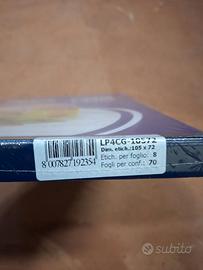 LP4CG-10572
Dim. etich.: 105 x 72
Etich. per foglio: 8
Fogli per conf.: 70
8 007827 192354
subito